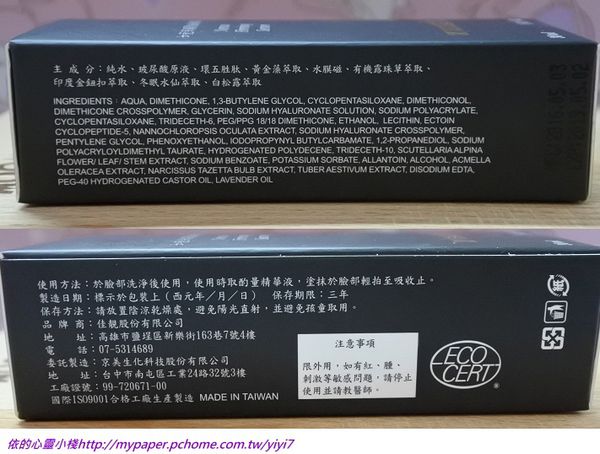 主 成 分：純水、玻尿酸原液、環五胜肽、黃金藻萃取、水膜磁、有機露珠草萃取、
印度金鈕扣萃取、冬眠水仙萃取、白松露萃取
INGREDIENTS：AQUA, DIMETHICONE, 1,3-BUTYLENE GLYCOL, CYCLOPENTASILOXANE, DIMETHICONOL,
DIMETHICONE CROSSPOLYMER, GLYCERIN, SODIUM HYALURONATE SOLUTION, SODIUM POLYACRYLATE,
CYCLOPENTASILOXANE, TRIDECETH-6, PEG/PPG 18/18 DIMETHICONE, ETHANOL, LECITHIN, ECTOIN
CYCLOPEPTIDE-5, NANNOCHLOROPSIS OCULATA EXTRACT, SODIUM HYALURONATE CROSSPOLYMER,
PENTYLENE GLYCOL, PHENOXYETHANOL, IODOPROPYNYL BUTYLCARBAMATE, 1,2-PROPANEDIOL, SODIUM
POLYACRYLOYLDIMETHYL TAURATE, HYDROGENATED POLYDECENE, TRIDECETH-10, SCUTELLARIA ALPINA
FLOWER/ LEAF/ STEM EXTRACT, SODIUM BENZOATE, POTASSIUM SORBATE, ALLANTOIN, ALCOHOL, ACMELLA
OLERACEA EXTRACT, NARCISSUS TAZETTA BULB EXTRACT, TUBER AESTIVUM EXTRACT, DISODIUM EDTA,
PEG-40 HYDROGENATED CASTOR OIL, LAVENDER OIL
使用方法：於臉部洗淨後使用，使用時取酌量精華液，塗抹於臉部輕拍至吸收止。
製造日期：標示於包裝上（西元年／月／日） 保存期限：三年
保存方法：請放置陰涼乾燥處，避免陽光直射，並避免孩童取用。
品 牌 商：佳靚股份有限公司
地 址：高雄市鹽埕區新樂街163巷7號4樓
電 話：07-5314689
委託製造：京美生化科技股份有限公司
地 址：台中市南屯區工業24路32號3樓
工廠證號：99-720671-00
國際ISO9001合格工廠生產製造 MADE IN TAIWAN
注意事項
限外用，如有紅、腫、
刺激等敏感問題，請停止
使用並請教醫師。
ECO
CERT
®
紙
依的心靈小棧http://mypaper.pchome.com.tw/yiyi7